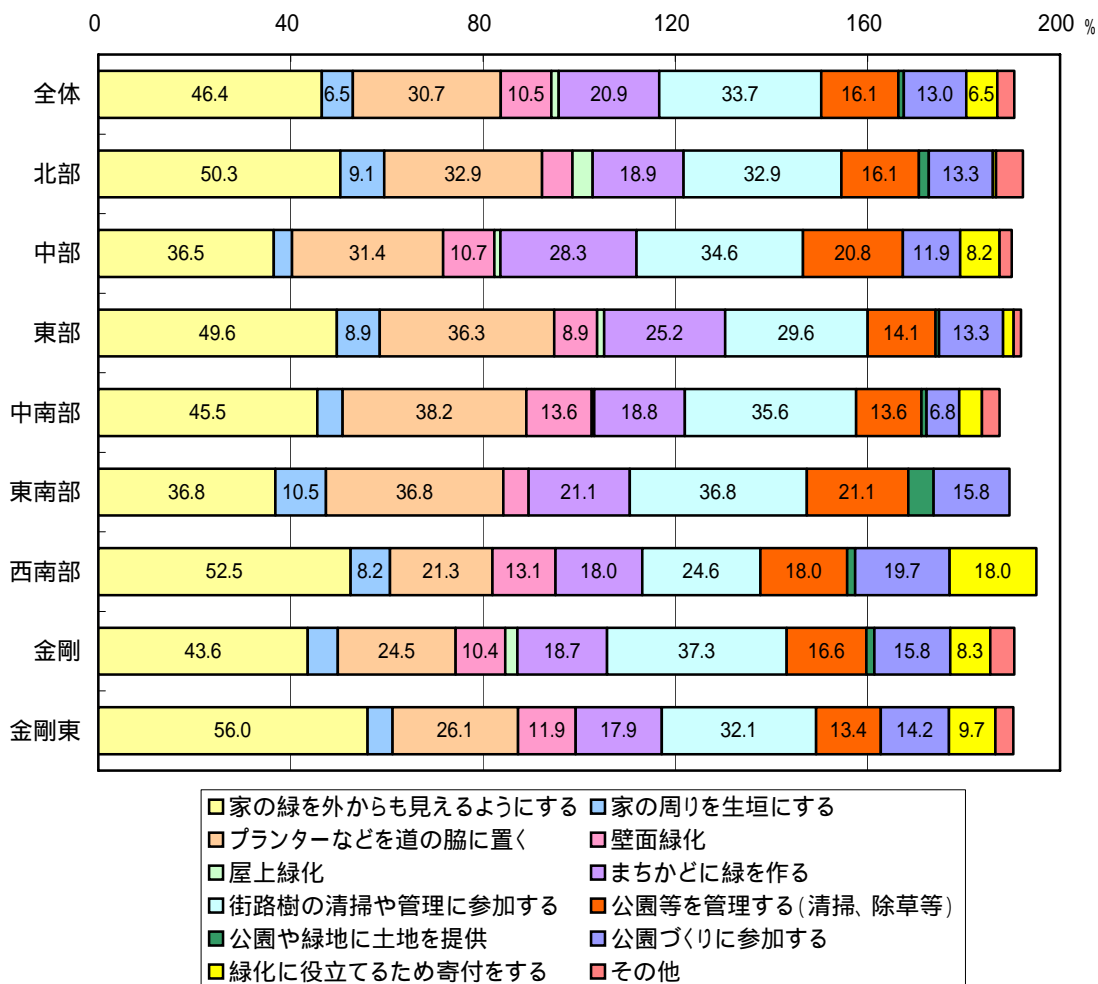 0 40 80 120 160 200 %
全体 46.4 6.5 30.7 10.5 20.9 33.7 16.1 13.0 6.5
北部 50.3 9.1 32.9 18.9 32.9 16.1 13.3
中部 36.5 31.4 10.7 28.3 34.6 20.8 11.9 8.2
東部 49.6 8.9 36.3 8.9 25.2 29.6 14.1 13.3
中南部 45.5 38.2 13.6 18.8 35.6 13.6 6.8
東南部 36.8 10.5 36.8 21.1 36.8 21.1 15.8
西南部 52.5 8.2 21.3 13.1 18.0 24.6 18.0 19.7 18.0
金剛 43.6 24.5 10.4 18.7 37.3 16.6 15.8 8.3
金剛東 56.0 26.1 11.9 17.9 32.1 13.4 14.2 9.7
家の緑を外からも見えるようにする 家の周りを生垣にする
プランターなどを道の脇に置く 壁面緑化
屋上緑化 まちかどに緑を作る
街路樹の清掃や管理に参加する 公園等を管理する(清掃、除草等)
公園や緑地に土地を提供 公園づくりに参加する
緑化に役立てるため寄付をする その他